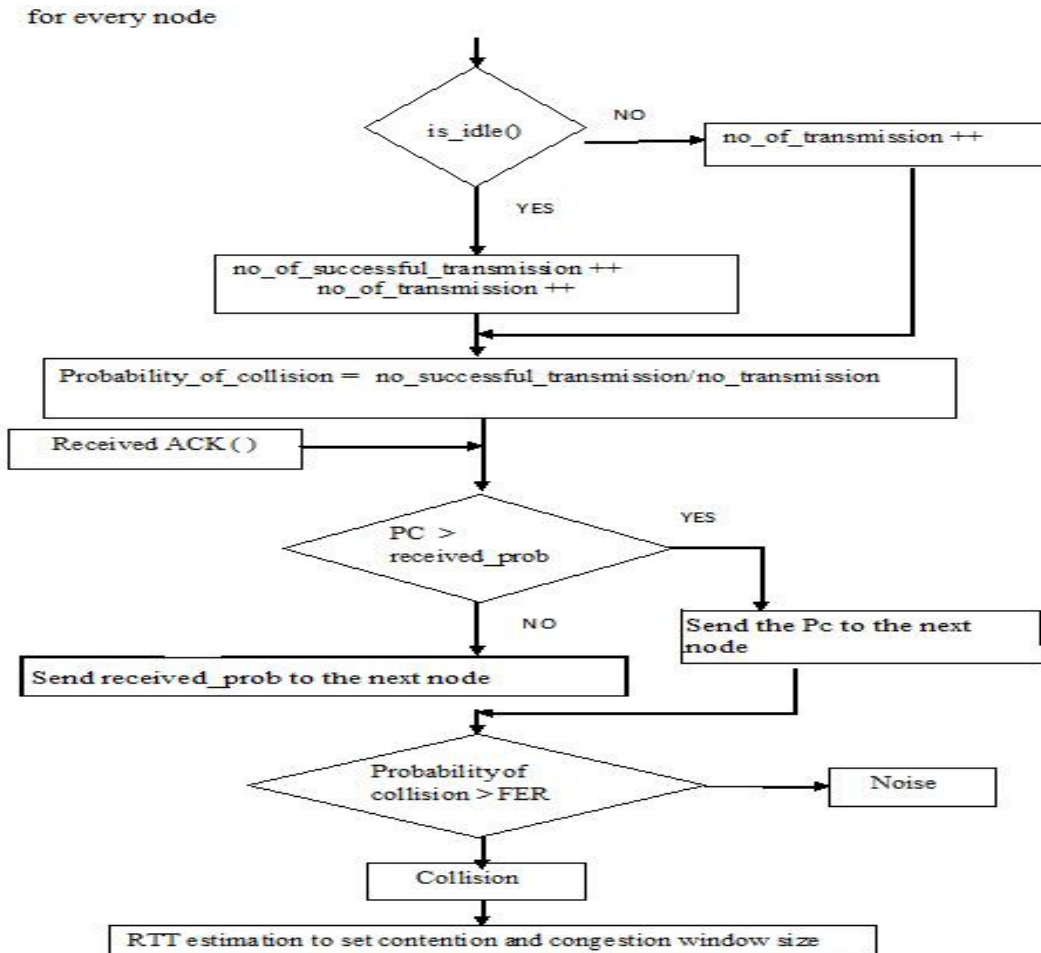 for every node
is_idle()
NO
no_of_transmission ++
YES
no_of_successful_transmission ++
no_of_transmission ++
Probability_of_collision = no_successful_transmission/no_transmission
Received ACK ( )
PC >
received_prob
YES
NO
Send the Pc to the next
node
Send received_prob to the next node
Probability of
collision > FER
Noise
Collision
RTT estimation to set contention and congestion window size